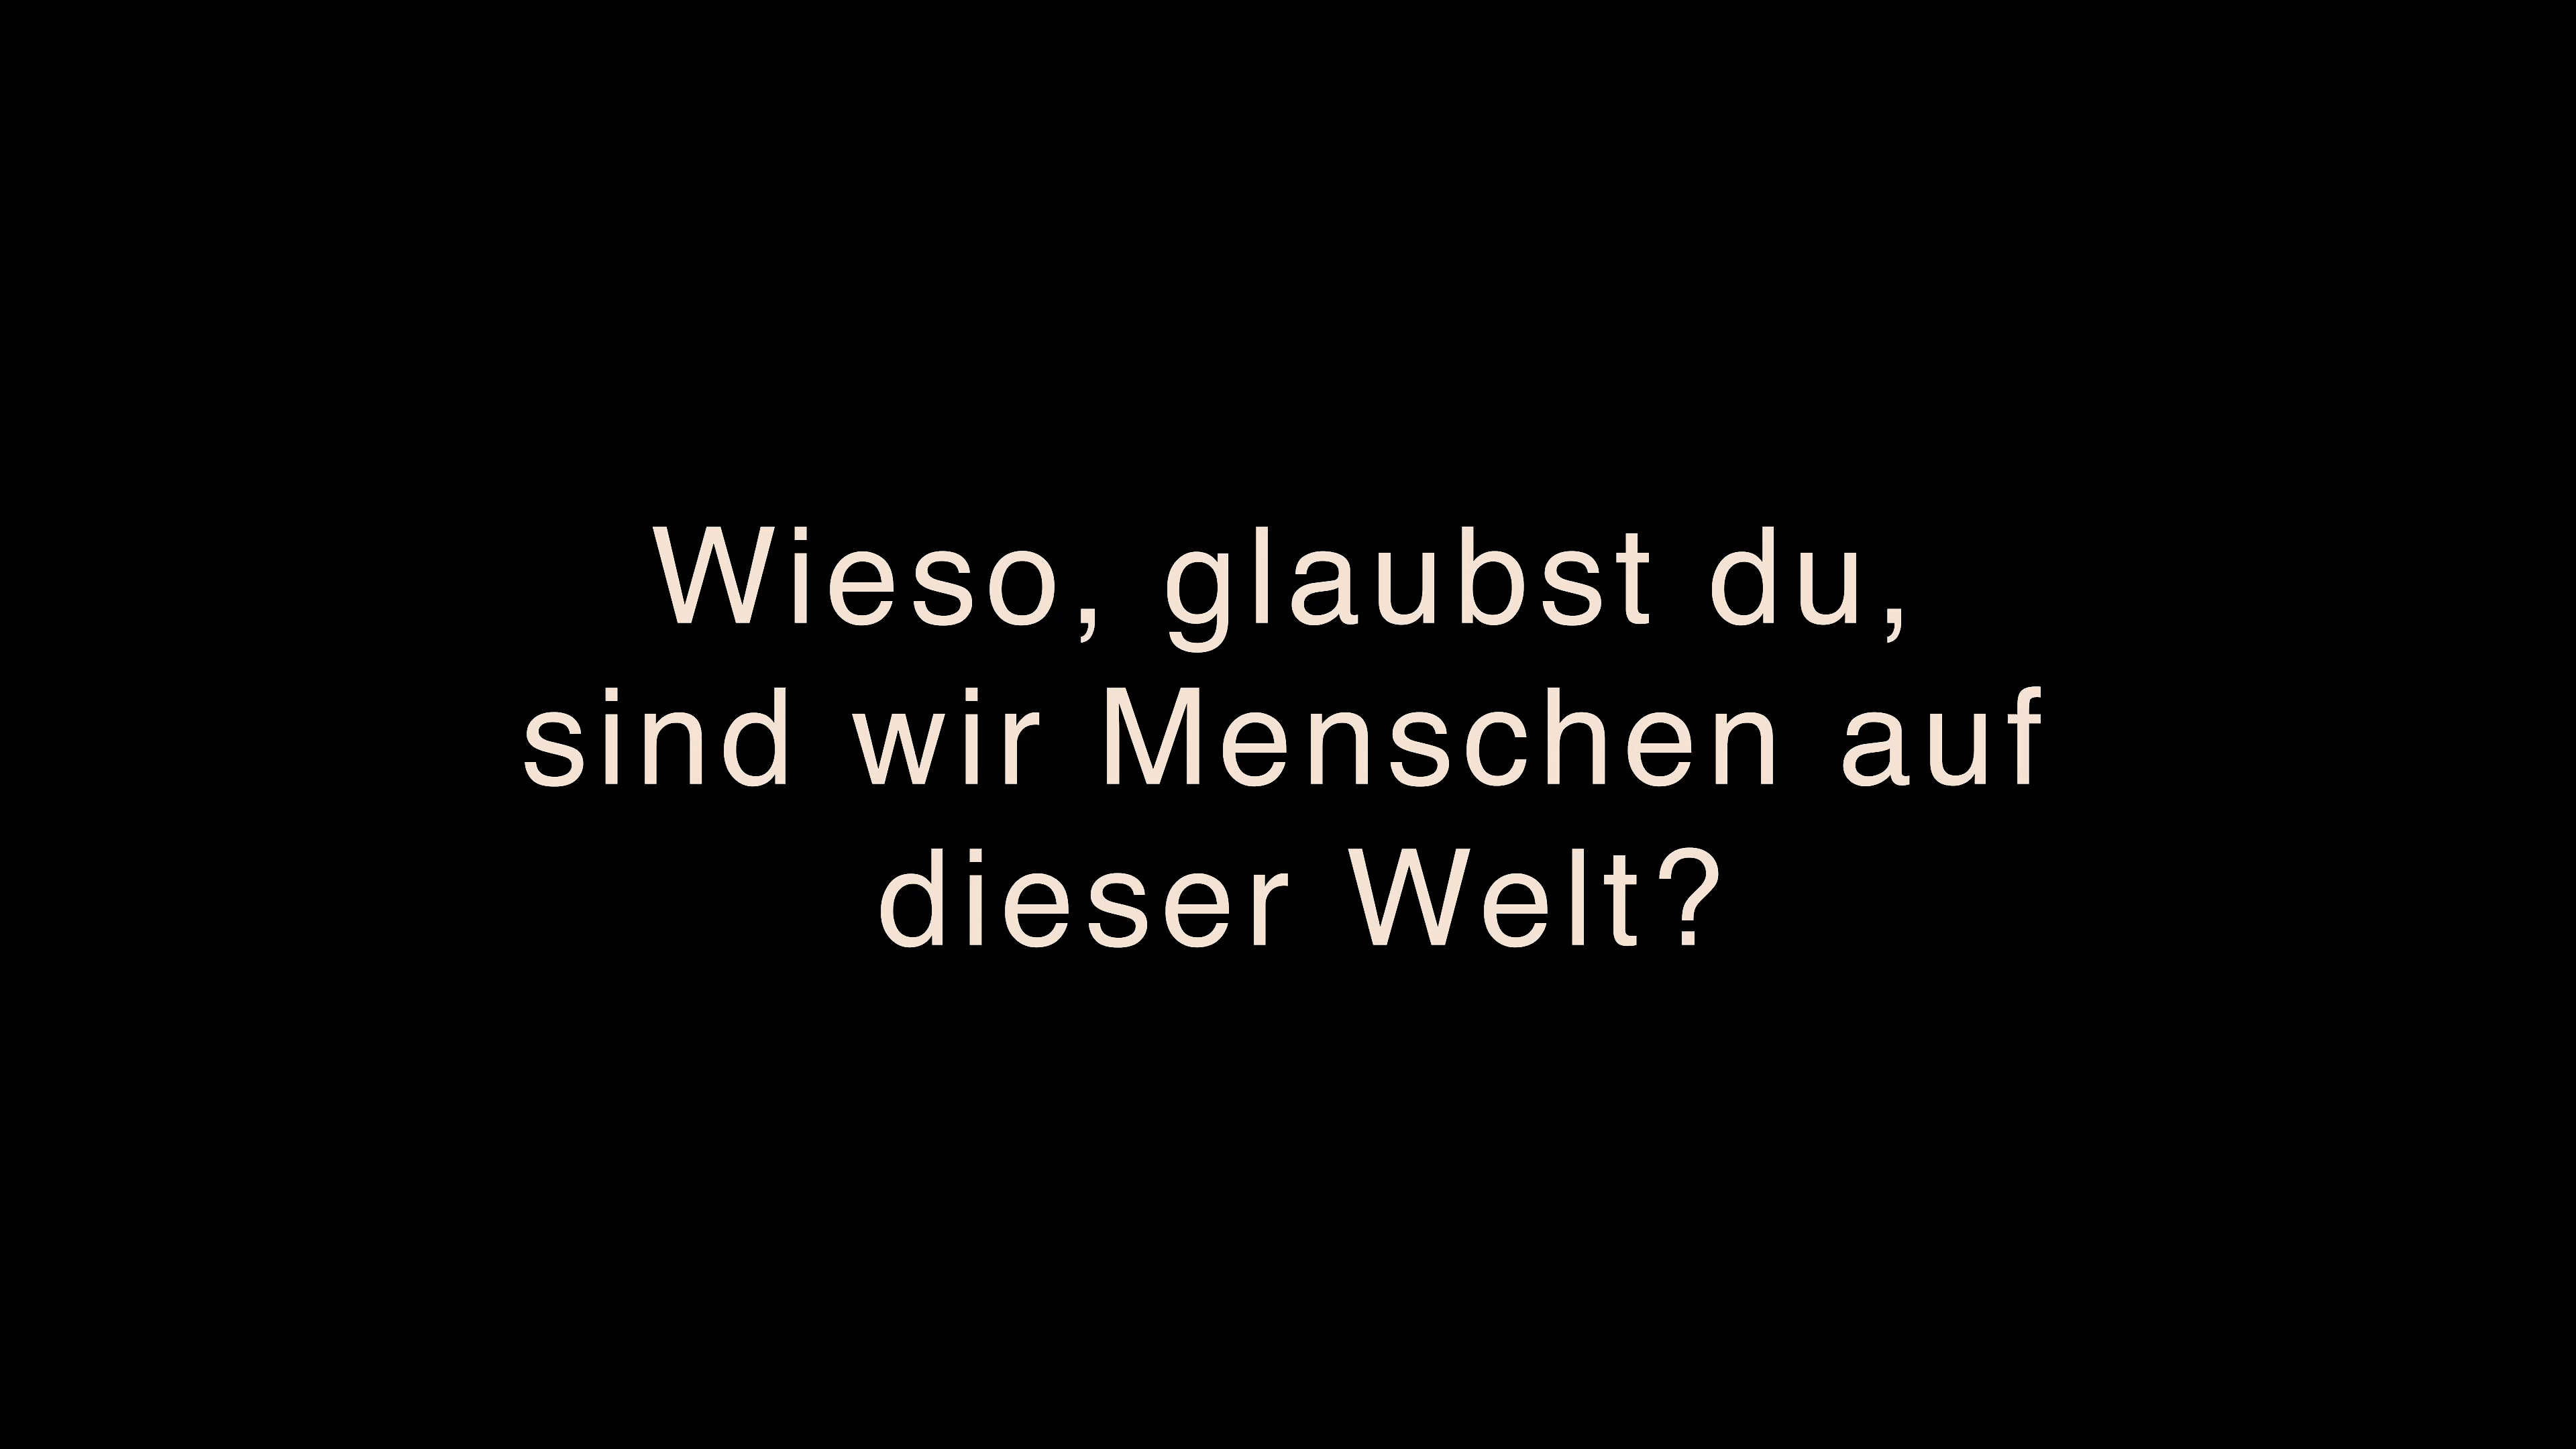 Wieso, glaubst du,
sind wir Menschen auf
dieser Welt?